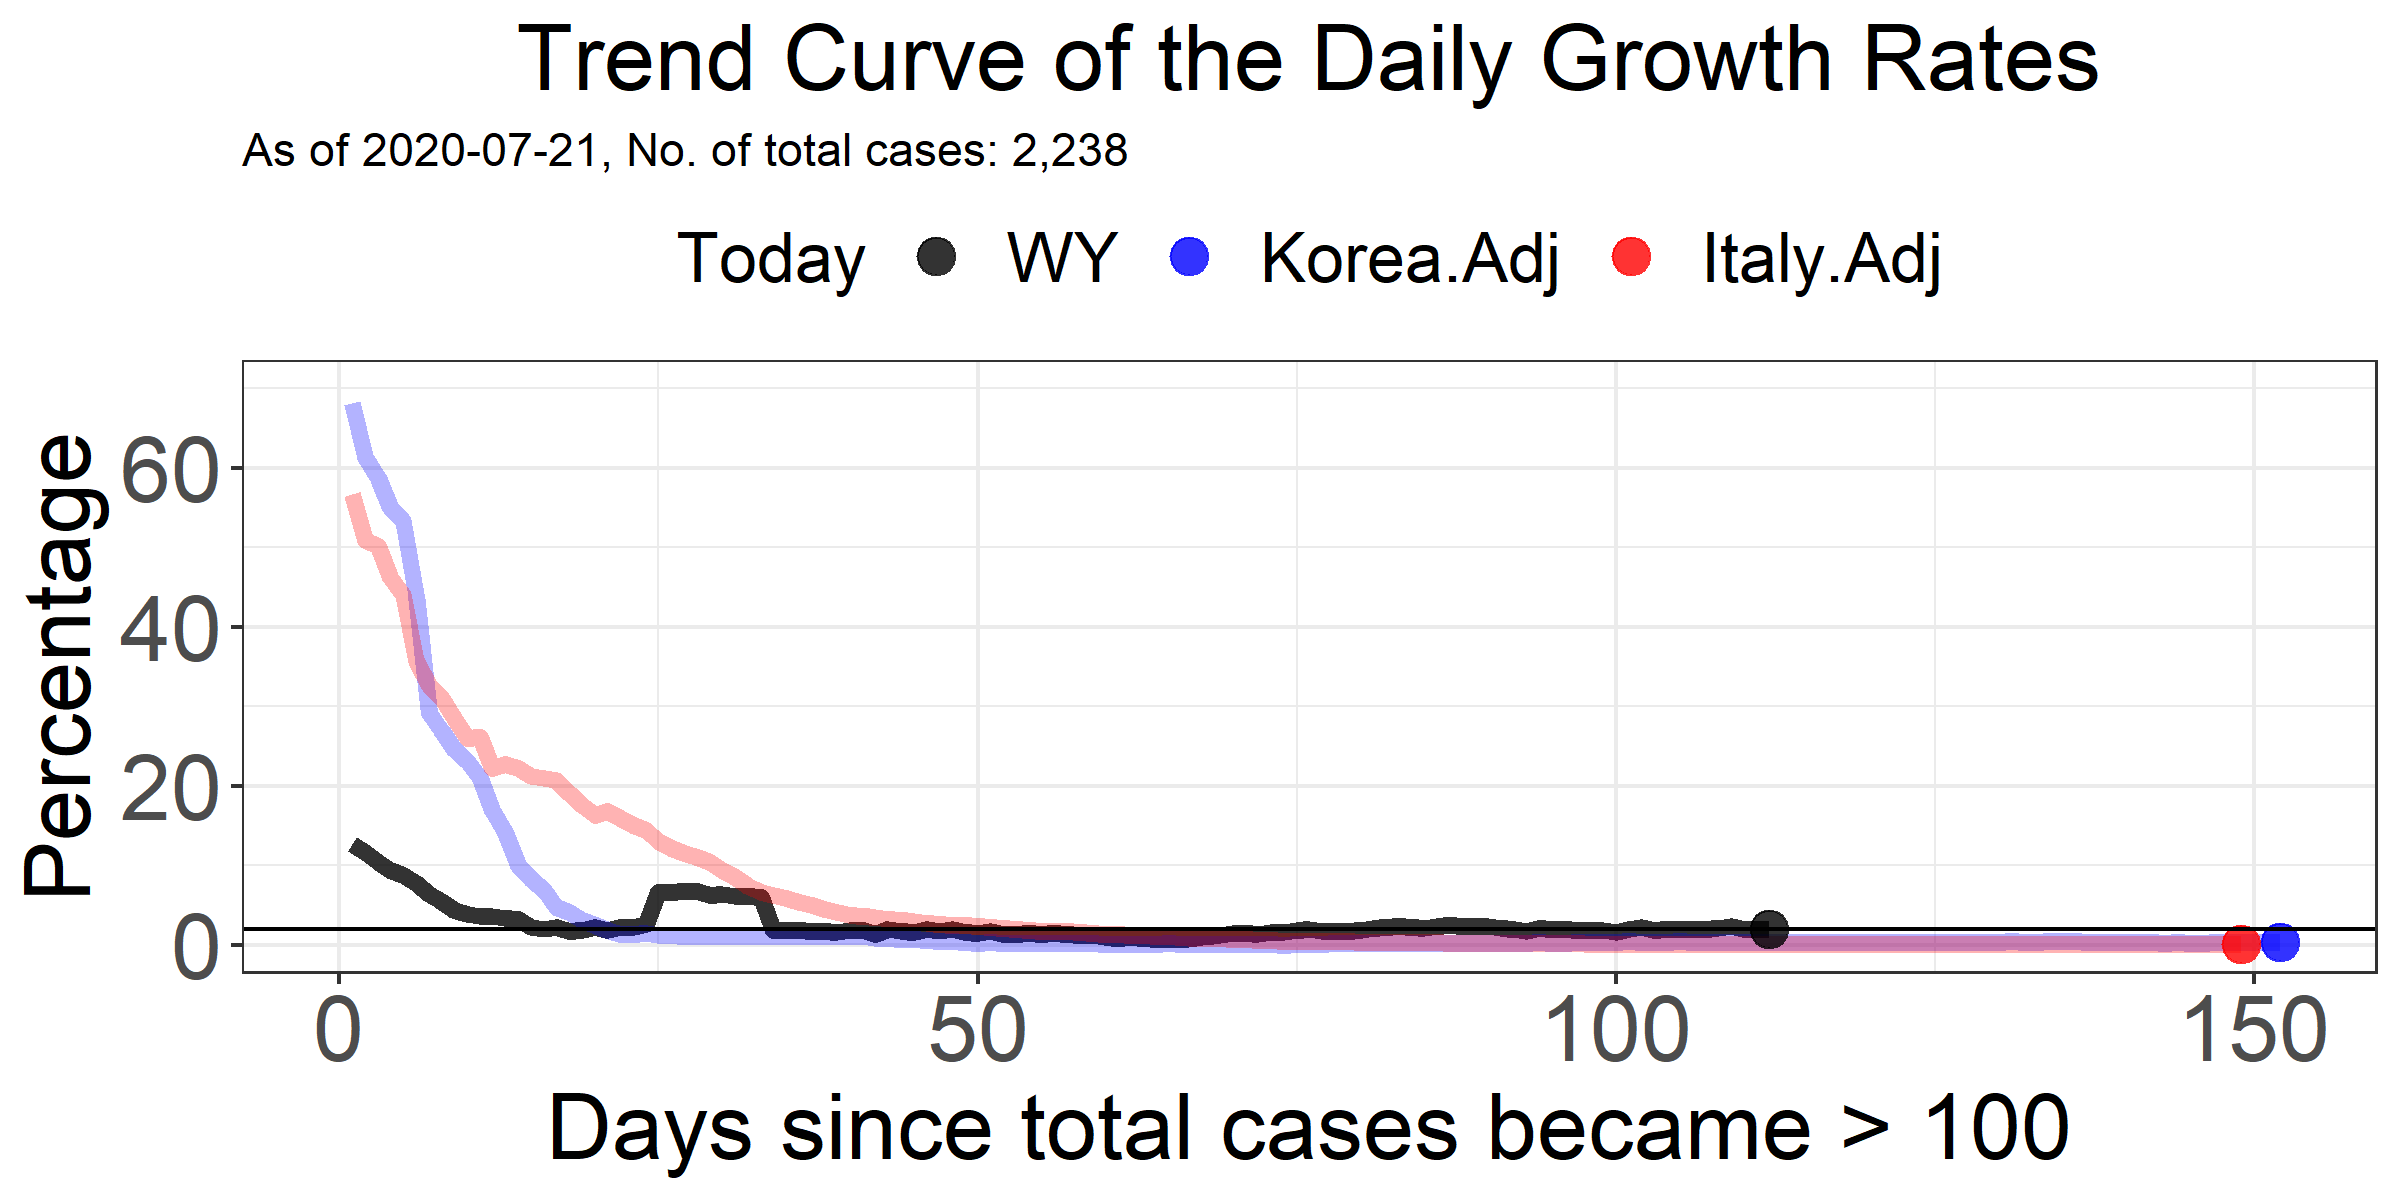 Trend Curve of the Daily Growth Rates
As of 2020-07-21, No. of total cases: 2,238
Today WY Korea.Adj Italy.Adj
Percentage
60
40
20
0
0 50 100 150
Days since total cases became > 100